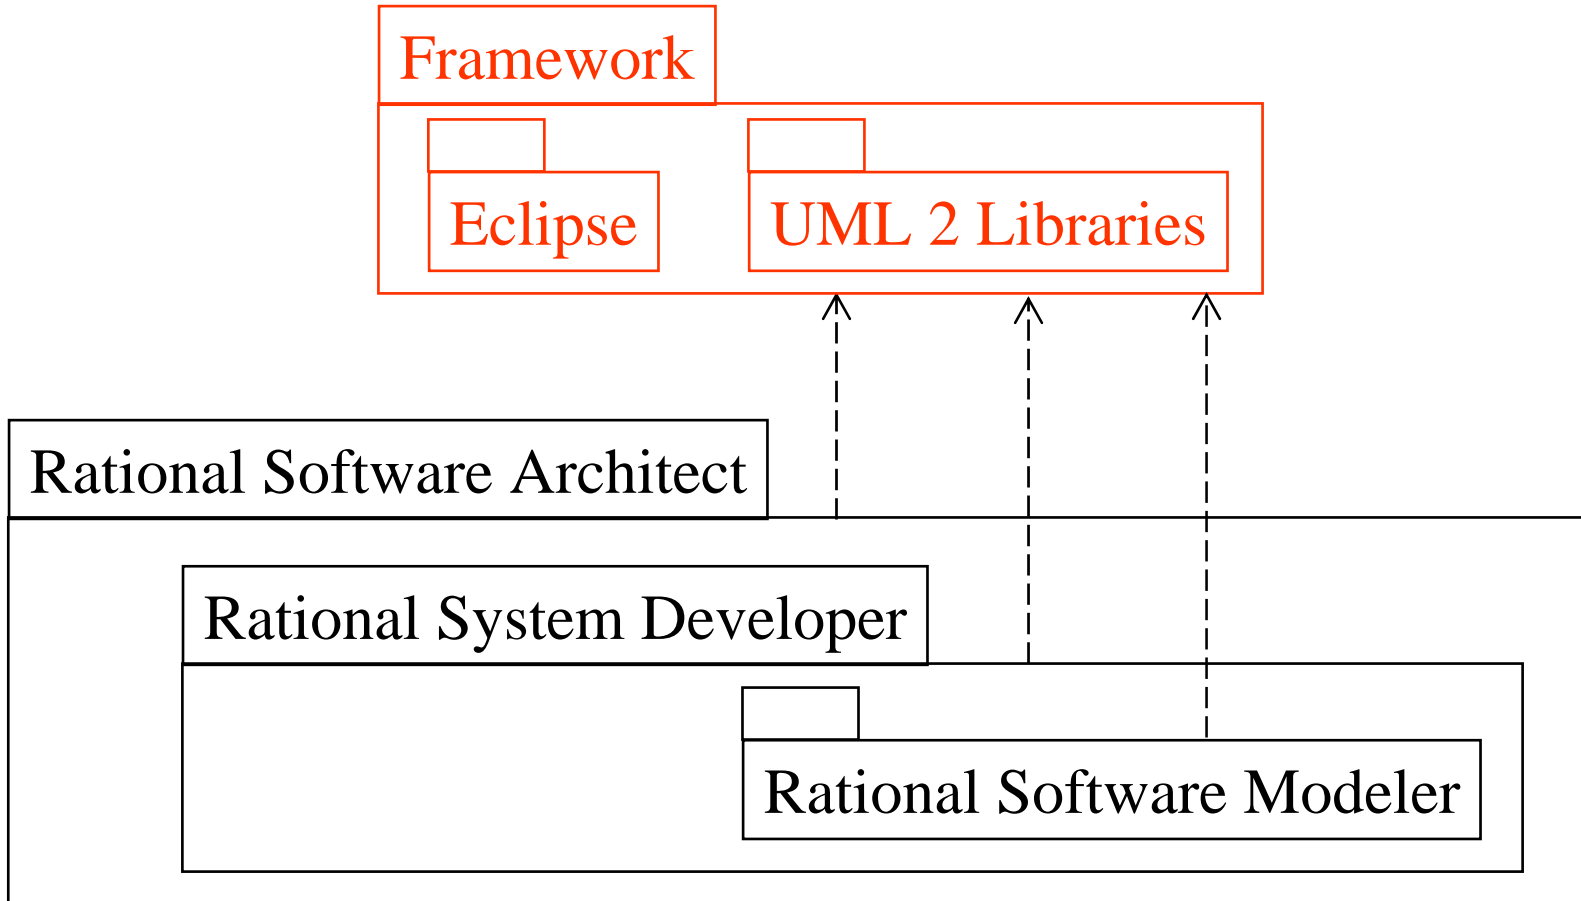 Framework
Eclipse
UML 2 Libraries
Rational Software Architect
Rational System Developer
Rational Software Modeler